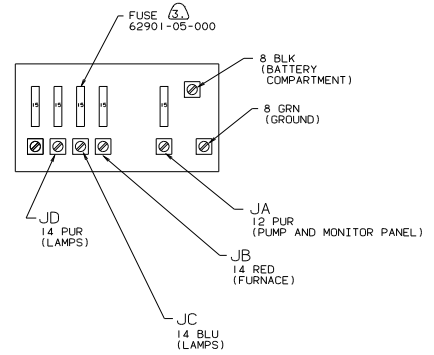 FUSE 3.
62901-05-000
8 BLK
(BATTERY
COMPARTMENT)
15 15 15 15 15
8 GRN
(GROUND)
JA
12 PUR
(PUMP AND MONITOR PANEL)
JD
14 PUR
(LAMPS)
JB
14 RED
(FURNACE)
JC
14 BLU
(LAMPS)